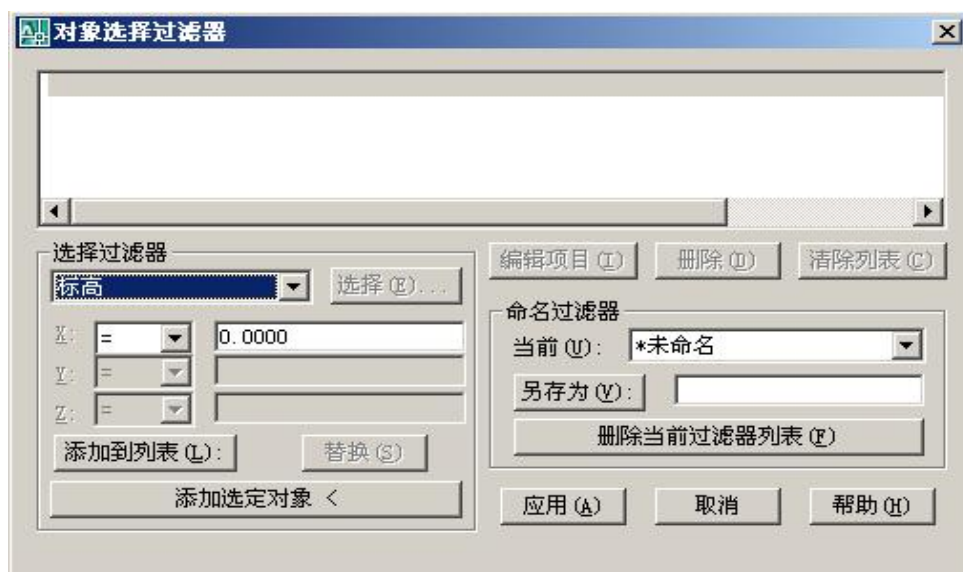 对象选择过滤器
选择过滤器
标高
选择(E)...
X: = 0.0000
Y: =
Z: =
添加到列表(L):
替换(S)
添加选定对象 <
编辑项目(I) 删除(D) 清除列表(C)
命名过滤器
当前(U): *未命名
另存为(V):
删除当前过滤器列表(F)
应用(A) 取消 帮助(H)